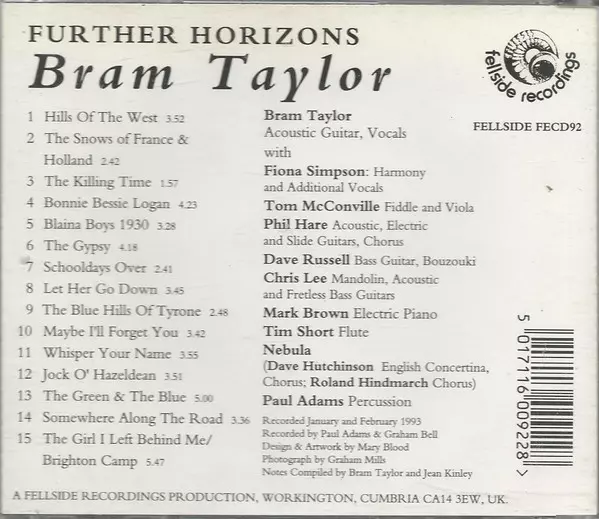 FURTHER HORIZONS
Bram Taylor
fellside recordings
FELLSIDE FECD92
1 Hills Of The West 3.52
2 The Snows of France &
Holland 2.42
3 The Killing Time 1.57
4 Bonnie Bessie Logan 4.23
5 Blaina Boys 1930 3.28
6 The Gypsy 4.18
7 Schooldays Over 2.41
8 Let Her Go Down 3.45
9 The Blue Hills Of Tyrone 2.48
10 Maybe I'll Forget You 3.42
11 Whisper Your Name 3.55
12 Jock O' Hazeldean 3.51
13 The Green & The Blue 5.00
14 Somewhere Along The Road 3.36
15 The Girl I Left Behind Me/
Brighton Camp 5.47
Bram Taylor
Acoustic Guitar, Vocals
with
Fiona Simpson: Harmony
and Additional Vocals
Tom McConville Fiddle and Viola
Phil Hare Acoustic, Electric
and Slide Guitars, Chorus
Dave Russell Bass Guitar, Bouzouki
Chris Lee Mandolin, Acoustic
and Fretless Bass Guitars
Mark Brown Electric Piano
Tim Short Flute
Nebula
(Dave Hutchinson English Concertina,
Chorus; Roland Hindmarch Chorus)
Paul Adams Percussion
Recorded January and February 1993
Recorded by Paul Adams & Graham Bell
Design & Artwork by Mary Blood
Photograph by Graham Mills
Notes Compiled by Bram Taylor and Jean Kinley
5 017116 009228 >
A FELLSIDE RECORDINGS PRODUCTION, WORKINGTON, CUMBRIA CA14 3EW, UK.